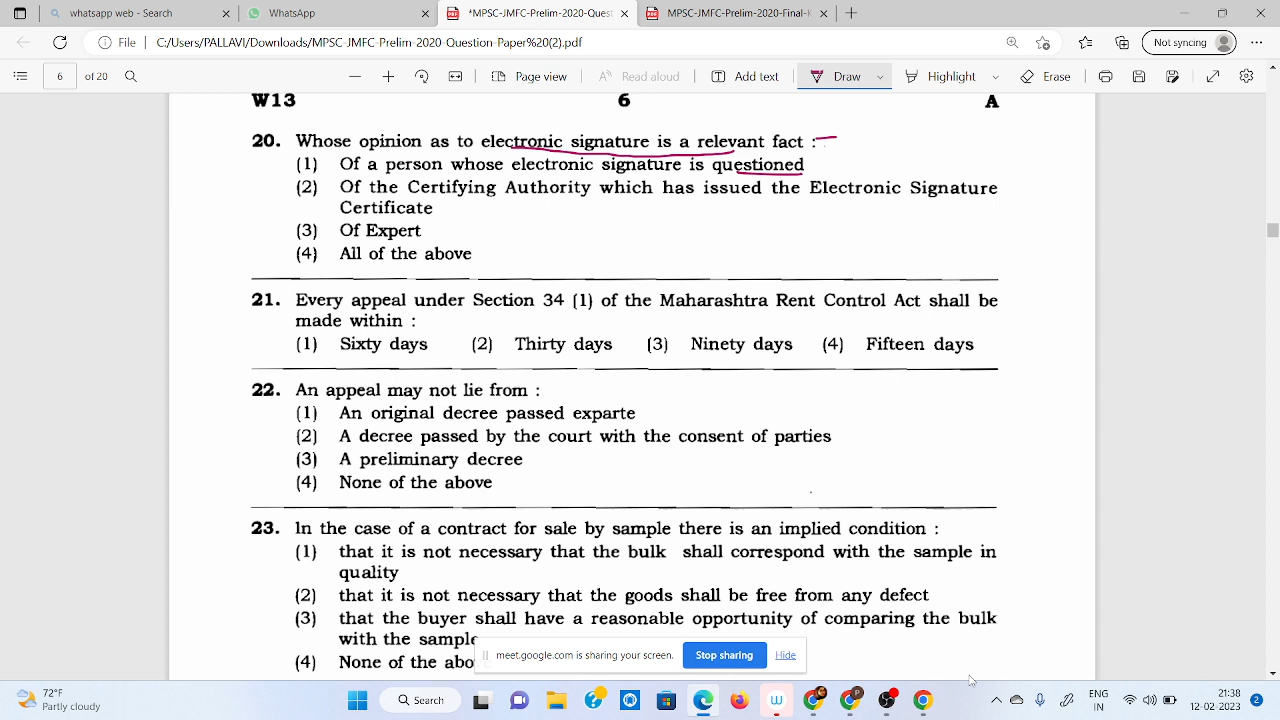 whatsapp web - Search
WhatsApp
*MPSC-JMFC-Prelim-2020-Quest
MPSC-JMFC-Prelim-2020-Final-K
File
C:/Users/PALLAVI/Downloads/MPSC_JMFC-Prelim-2020_Question-Paper%20(2).pdf
Not syncing
6 of 20
Page view
Read aloud
Add text
Draw
Highlight
Erase
W13 6 A
20. Whose opinion as to electronic signature is a relevant fact :
(1) Of a person whose electronic signature is questioned
(2) Of the Certifying Authority which has issued the Electronic Signature
Certificate
(3) Of Expert
(4) All of the above
21. Every appeal under Section 34 (1) of the Maharashtra Rent Control Act shall be
made within :
(1) Sixty days (2) Thirty days (3) Ninety days (4) Fifteen days
22. An appeal may not lie from :
(1) An original decree passed exparte
(2) A decree passed by the court with the consent of parties
(3) A preliminary decree
(4) None of the above
23. In the case of a contract for sale by sample there is an implied condition :
(1) that it is not necessary that the bulk shall correspond with the sample in
quality
(2) that it is not necessary that the goods shall be free from any defect
(3) that the buyer shall have a reasonable opportunity of comparing the bulk
with the sample
(4) None of the abo
meet.google.com is sharing your screen.
Stop sharing
Hide
72°F
Partly cloudy
Search
ENG
IN
21:38
12-02-2023
2